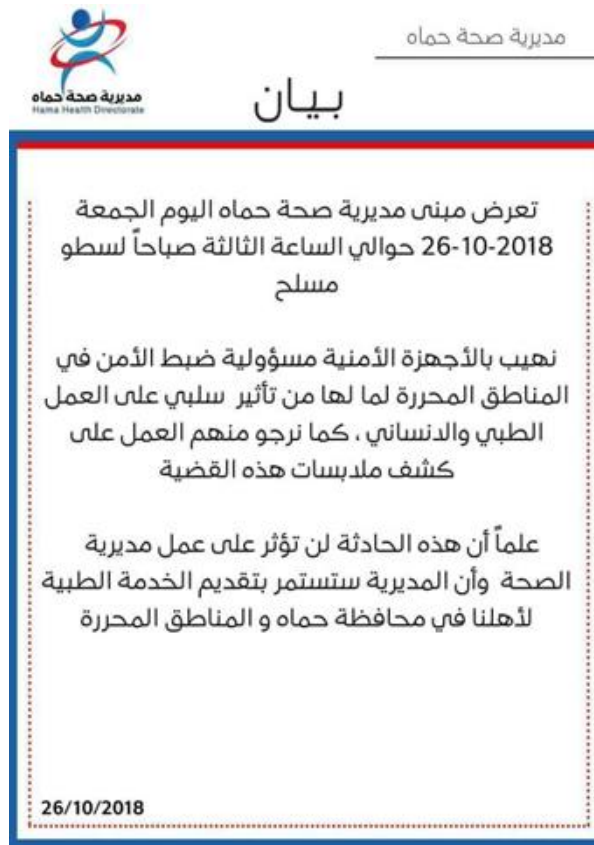 مديرية صحة حماه
مديرية صحة حماه
Hama Health Directorate
بيان
تعرض مبنى مديرية صحة حماه اليوم الجمعة
26-10-2018 حوالي الساعة الثالثة صباحاً لسطو
مسلح
نهيب بالأجهزة الأمنية مسؤولية ضبط الأمن في
المناطق المحررة لما لها من تأثير سلبي على العمل
الطبي والانساني ، كما نرجو منهم العمل على
كشف ملابسات هذه القضية
علماً أن هذه الحادثة لن تؤثر على عمل مديرية
الصحة وأن المديرية ستستمر بتقديم الخدمة الطبية
لأهلنا في محافظة حماه و المناطق المحررة
26/10/2018